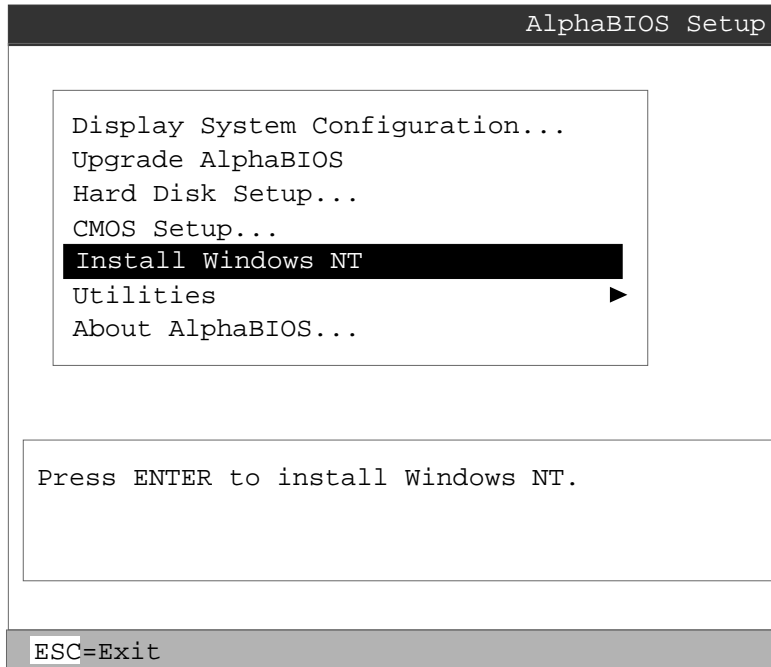 AlphaBIOS Setup
Display System Configuration...
Upgrade AlphaBIOS
Hard Disk Setup...
CMOS Setup...
Install Windows NT
Utilities
About AlphaBIOS...
Press ENTER to install Windows NT.
ESC=Exit